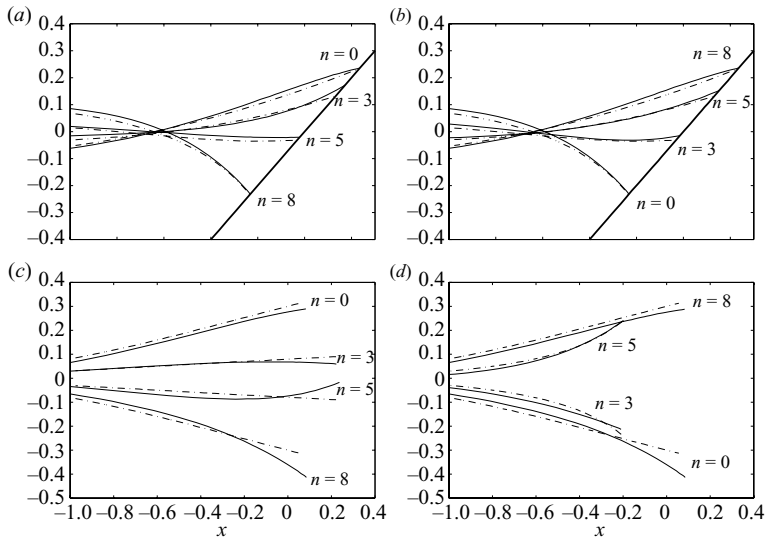 (a)
0.4
0.3
0.2
0.1
0
–0.1
–0.2
–0.3
–0.4
n = 0
n = 3
n = 5
n = 8
(b)
0.4
0.3
0.2
0.1
0
–0.1
–0.2
–0.3
–0.4
n = 8
n = 5
n = 3
n = 0
(c)
0.4
0.3
0.2
0.1
0
–0.1
–0.2
–0.3
–0.4
–0.5
n = 0
n = 3
n = 5
n = 8
–1.0 –0.8 –0.6 –0.4 –0.2 0 0.2 0.4
x
(d)
0.4
0.3
0.2
0.1
0
–0.1
–0.2
–0.3
–0.4
–0.5
n = 8
n = 5
n = 3
n = 0
–1.0 –0.8 –0.6 –0.4 –0.2 0 0.2 0.4
x